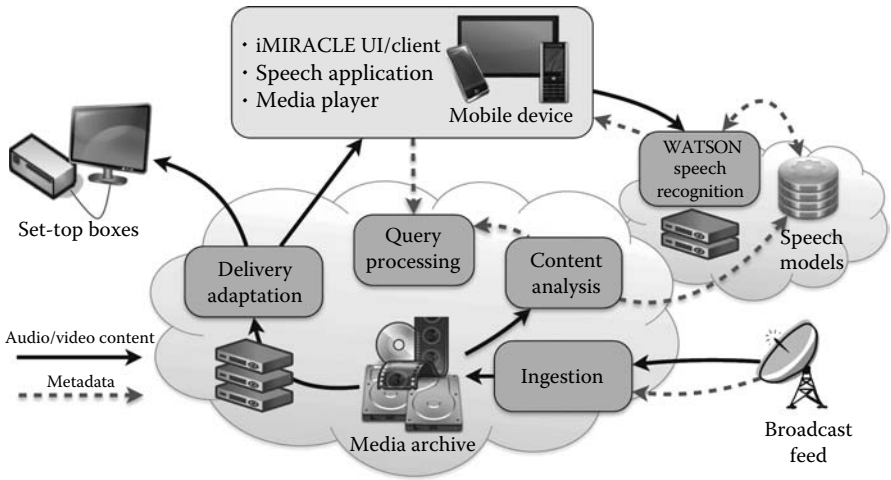 · iMIRACLE UI/client
· Speech application
· Media player
Mobile device
WATSON
speech
recognition
Speech
models
Set-top boxes
Query
processing
Delivery
adaptation
Content
analysis
Audio/video content
Metadata
Ingestion
Media archive
Broadcast
feed